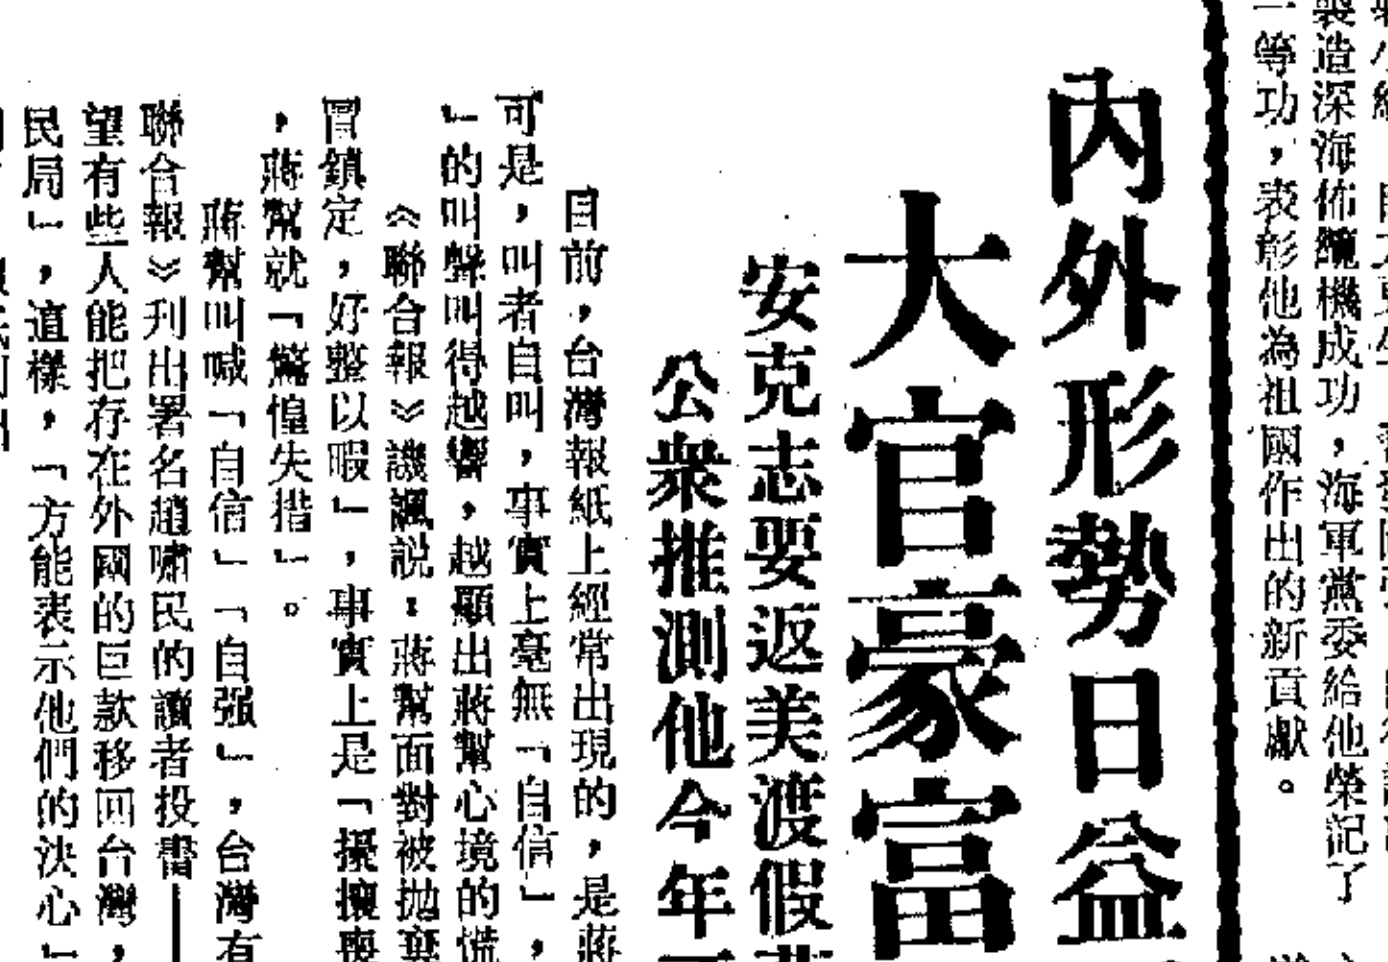 製造深海佈纜機成功，海軍黨委給他榮記了
一等功，表彰他為祖國作出的新貢獻。
內外形勢日益
大官豪富
安克志要返美渡假
公衆推測他今年
目前，台灣報紙上經常出現的，是蔣
可是，叫者自叫，事實上毫無「自信」，
」的叫聲叫得越響，越顯出蔣幫心境的慌
《聯合報》譏諷説：蔣幫面對被拋棄
冒鎮定，好整以暇」，事實上是「擾攘喪
，蔣幫就「驚惶失措」。
蔣幫叫喊「自信」「自强」，台灣有
聯合報》刋出署名趙嘯民的讀者投書——
望有些人能把存在外國的巨款移回台灣，
民局」，這樣，「方能表示他們的決心」